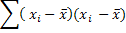 ∑( xᵢ − x̄)(xᵢ − x̄)